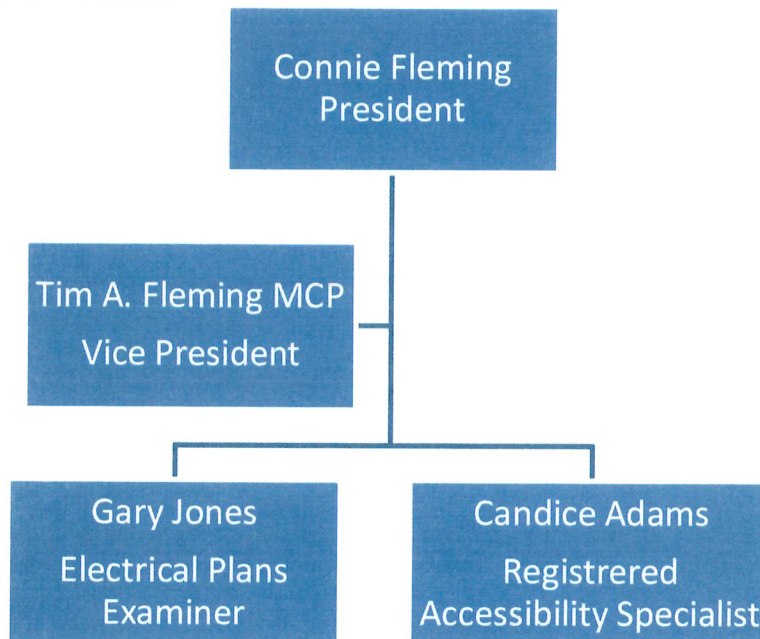 Connie Fleming
President
Tim A. Fleming MCP
Vice President
Gary Jones
Electrical Plans
Examiner
Candice Adams
Registrered
Accessibility Specialist